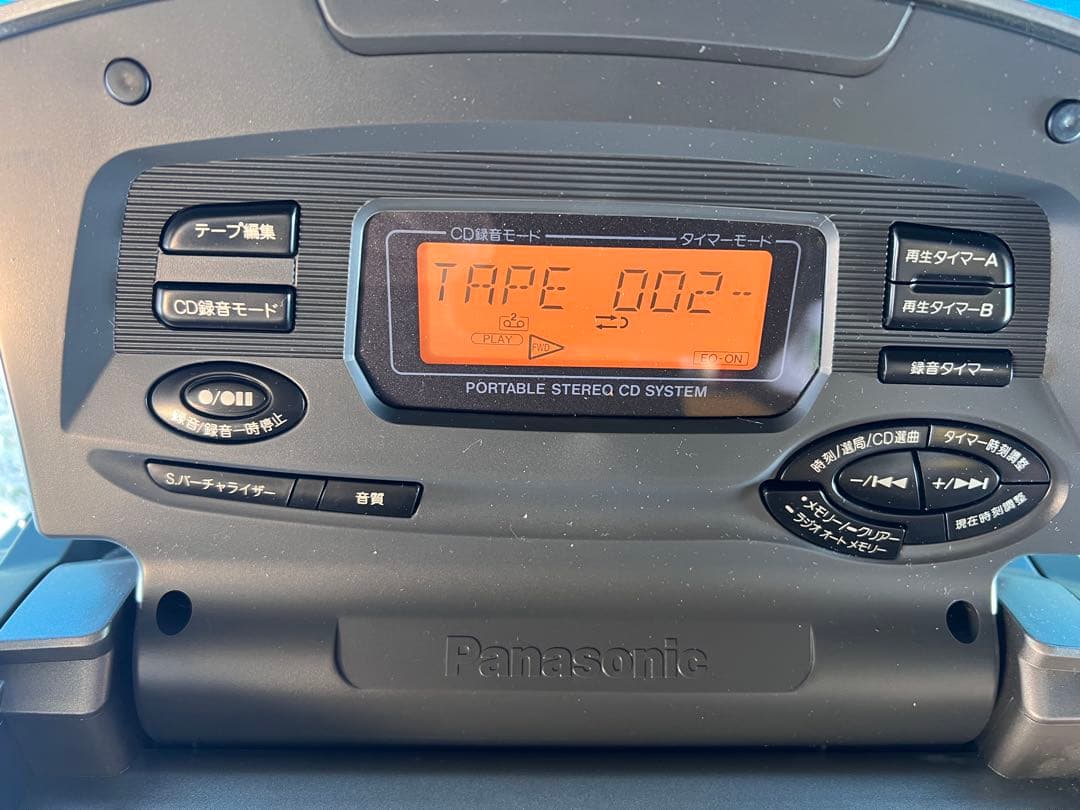 テープ編集
CD録音モード
●/●▮▮
録音/録音一時停止
S.バーチャライザー
音質
CD録音モード
タイマーモード
TAPE 002-
2
PLAY
FWD
EQ-ON
PORTABLE STEREO CD SYSTEM
再生タイマーA
再生タイマーB
録音タイマー
時刻/選局/CD選曲
タイマー時刻調整
−/⏮
+/⏭
現在時刻調整
•メモリー/━クリアー
━ラジオ オートメモリー
Panasonic